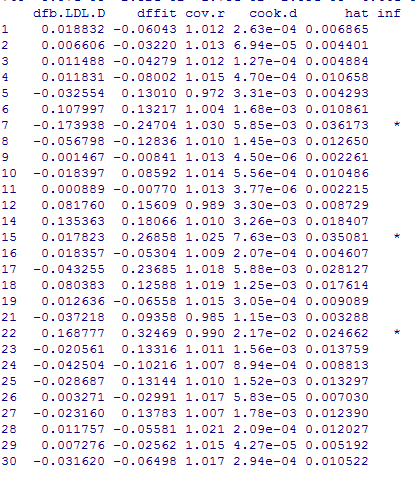 dfb.LDL.D dffit cov.r cook.d hat inf
1 0.018832 -0.06043 1.012 2.63e-04 0.006865
2 0.006606 -0.03220 1.013 6.94e-05 0.004401
3 0.011488 -0.04279 1.012 1.27e-04 0.004884
4 0.011831 -0.08002 1.015 4.70e-04 0.010658
5 -0.032554 0.13010 0.972 3.31e-03 0.004293
6 0.107997 0.13217 1.004 1.68e-03 0.010861
7 -0.173938 -0.24704 1.030 5.85e-03 0.036173 *
8 -0.056798 -0.12836 1.010 1.45e-03 0.012650
9 0.001467 -0.00841 1.013 4.50e-06 0.002261
10 -0.018397 0.08592 1.014 5.56e-04 0.010486
11 0.000889 -0.00770 1.013 3.77e-06 0.002215
12 0.081760 0.15609 0.989 3.30e-03 0.008729
14 0.135363 0.18066 1.010 3.26e-03 0.018407
15 0.017823 0.26858 1.025 7.63e-03 0.035081 *
16 0.018357 -0.05304 1.009 2.07e-04 0.004607
17 -0.043255 0.23685 1.018 5.88e-03 0.028127
18 0.080383 0.12588 1.019 1.25e-03 0.017614
19 0.012636 -0.06558 1.015 3.05e-04 0.009089
21 -0.037218 0.09358 0.985 1.15e-03 0.003288
22 0.168777 0.32469 0.990 2.17e-02 0.024662 *
23 -0.020561 0.13316 1.011 1.56e-03 0.013759
24 -0.042504 -0.10216 1.007 8.94e-04 0.008813
25 -0.028687 0.13144 1.010 1.52e-03 0.013297
26 0.003271 -0.02991 1.017 5.83e-05 0.007030
27 -0.023160 0.13783 1.007 1.78e-03 0.012390
28 0.011757 -0.05581 1.021 2.09e-04 0.012027
29 0.007276 -0.02562 1.015 4.27e-05 0.005192
30 -0.031620 -0.06498 1.017 2.94e-04 0.010522